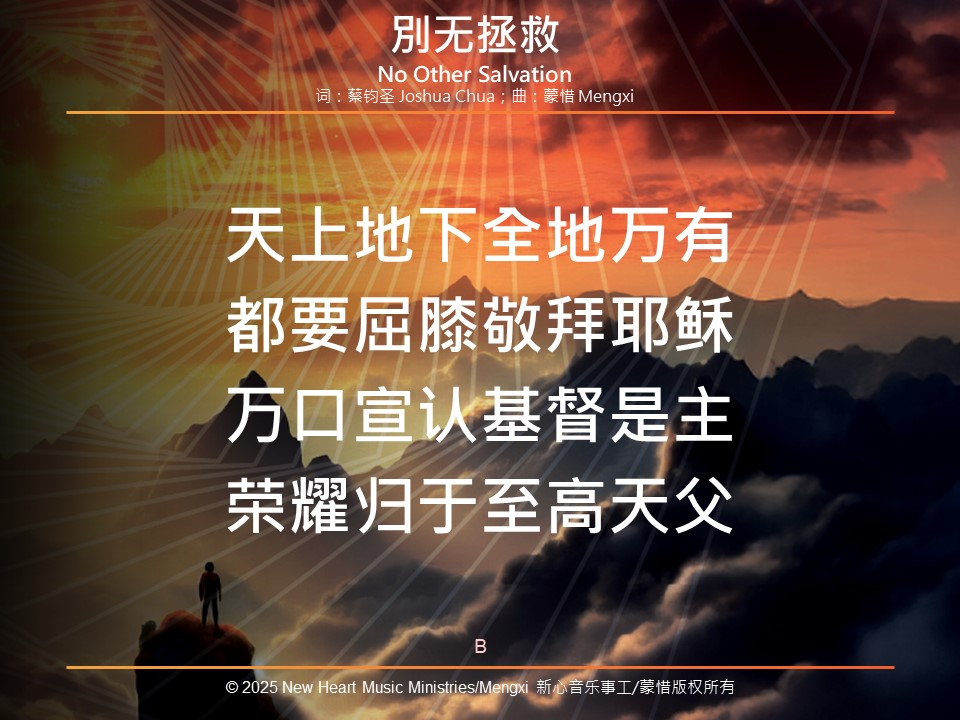 別无拯救
No Other Salvation
词：蔡钧圣 Joshua Chua；曲：蒙惜 Mengxi
天上地下全地万有
都要屈膝敬拜耶稣
万口宣认基督是主
荣耀归于至高天父
B
© 2025 New Heart Music Ministries/Mengxi 新心音乐事工/蒙惜版权所有